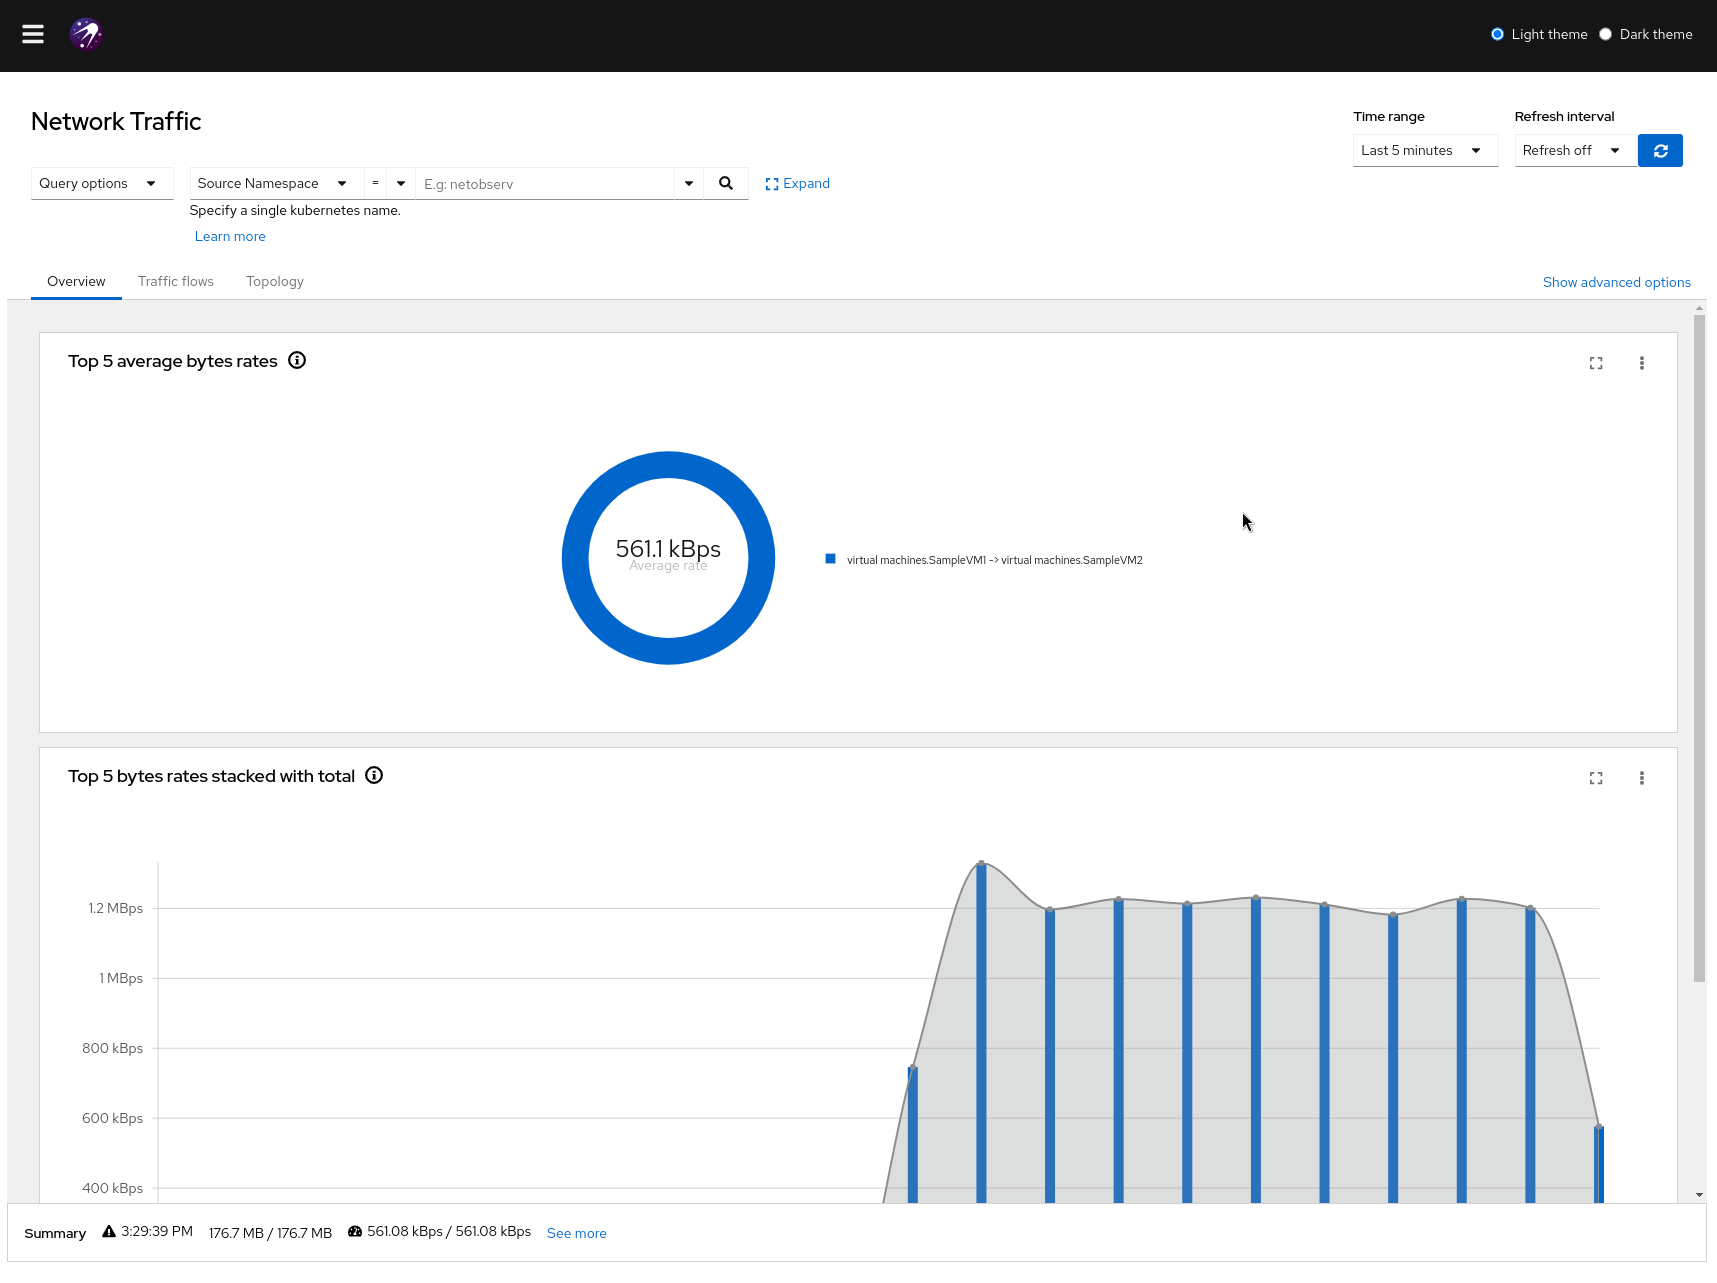 Light theme
Dark theme
Network Traffic
Time range
Refresh interval
Last 5 minutes
Refresh off
Query options
Source Namespace
=
E.g: netobserv
Expand
Specify a single kubernetes name.
Learn more
Overview
Traffic flows
Topology
Show advanced options
Top 5 average bytes rates
561.1 kBps
Average rate
virtual machines.SampleVM1 -> virtual machines.SampleVM2
Top 5 bytes rates stacked with total
1.2 MBps
1 MBps
800 kBps
600 kBps
400 kBps
Summary
3:29:39 PM
176.7 MB / 176.7 MB
561.08 kBps / 561.08 kBps
See more